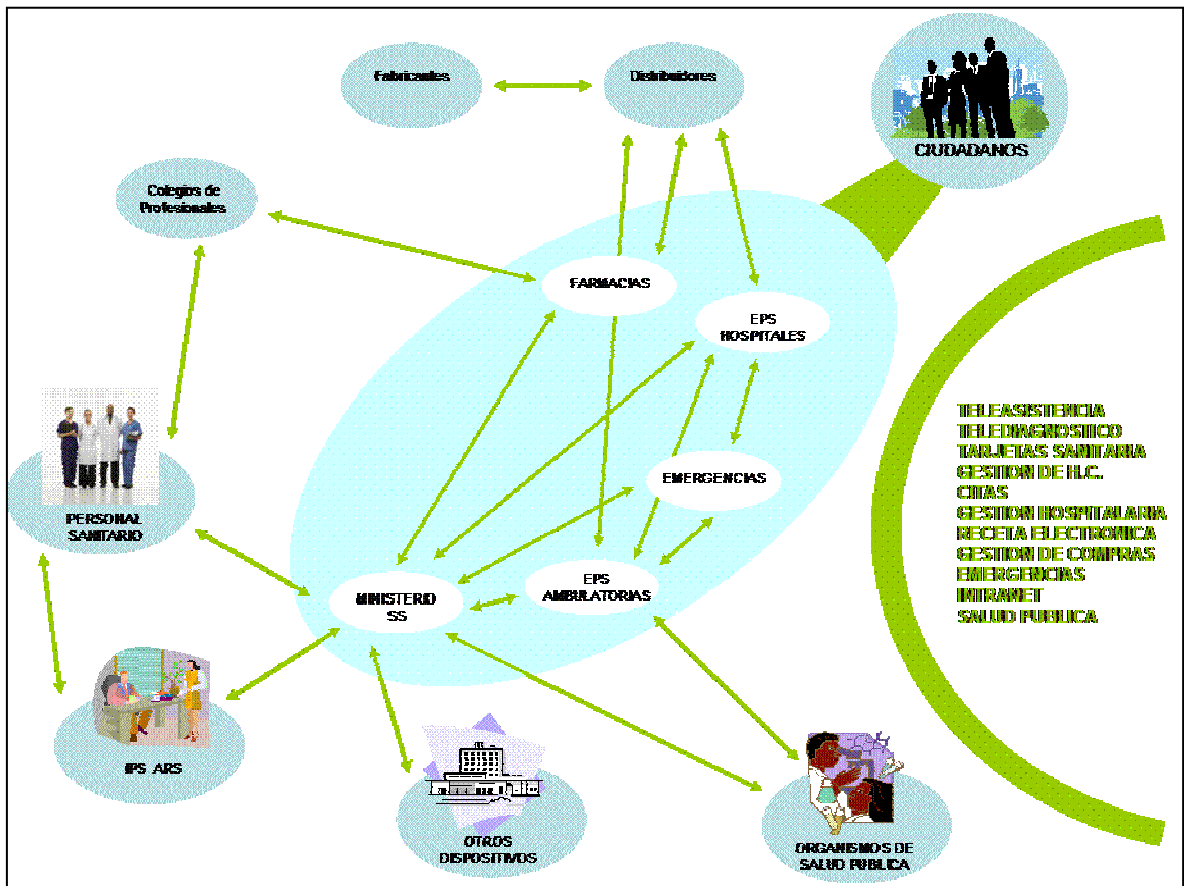 Fabricantes
Distribuidores
CIUDADANOS
Colegios de
Profesionales
FARMACIAS
EPS
HOSPITALES
EMERGENCIAS
PERSONAL
SANITARIO
EPS
AMBULATORIAS
MINISTERIO
SS
IPS ARS
OTROS
DISPOSITIVOS
ORGANISMOS DE
SALUD PUBLICA
TELEASISTENCIA
TELEDIAGNOSTICO
TARJETAS SANITARIA
GESTION DE H.C.
CITAS
GESTION HOSPITALARIA
RECETA ELECTRONICA
GESTION DE COMPRAS
EMERGENCIAS
INTRANET
SALUD PUBLICA